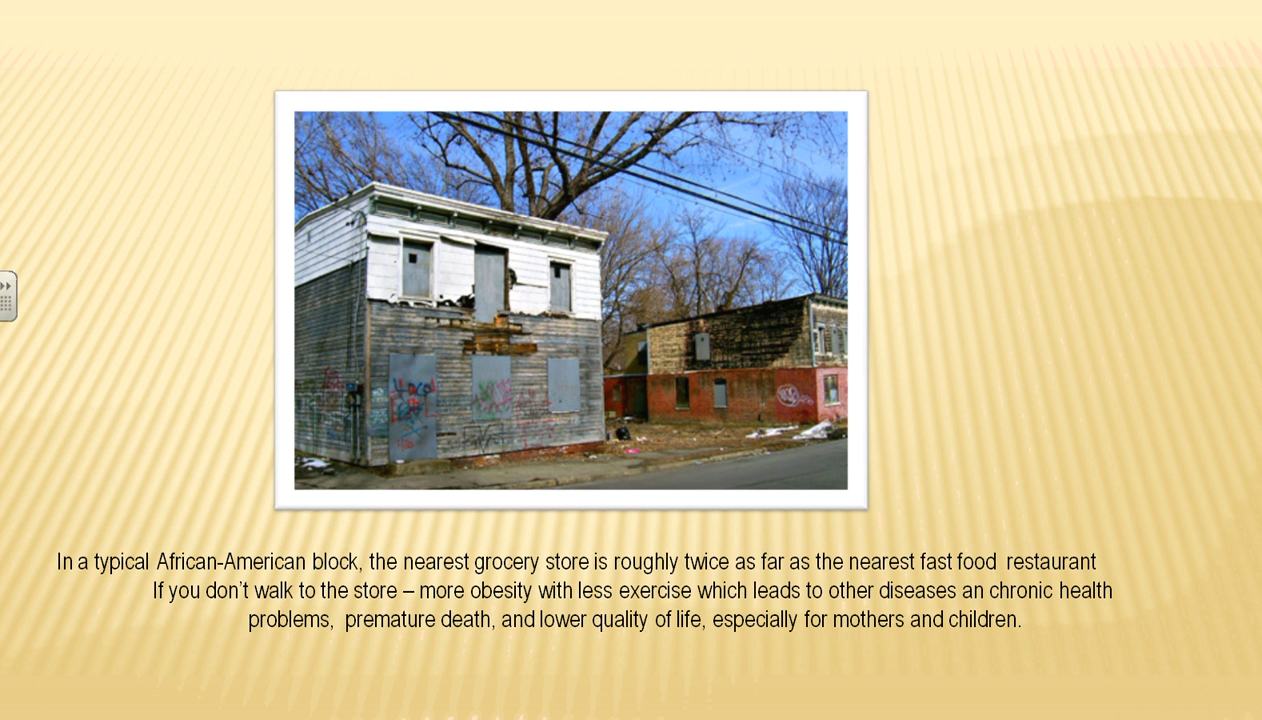 In a typical African-American block, the nearest grocery store is roughly twice as far as the nearest fast food restaurant
If you don’t walk to the store – more obesity with less exercise which leads to other diseases an chronic health
problems, premature death, and lower quality of life, especially for mothers and children.